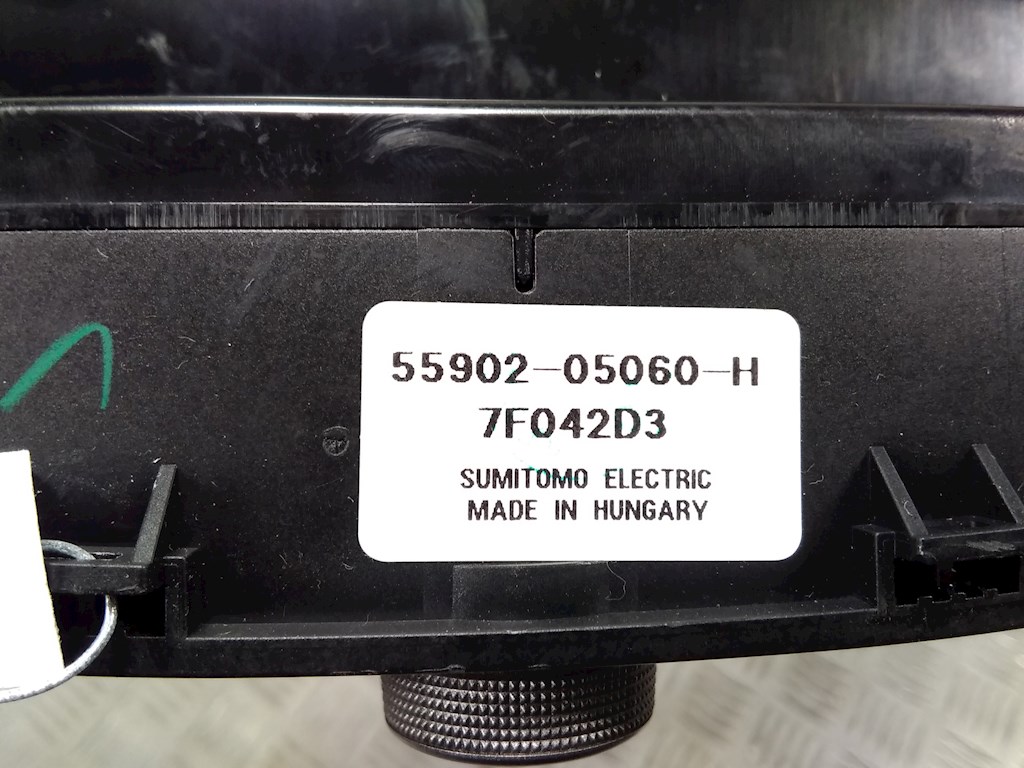 55902-05060-H
7F042D3
SUMITOMO ELECTRIC
MADE IN HUNGARY